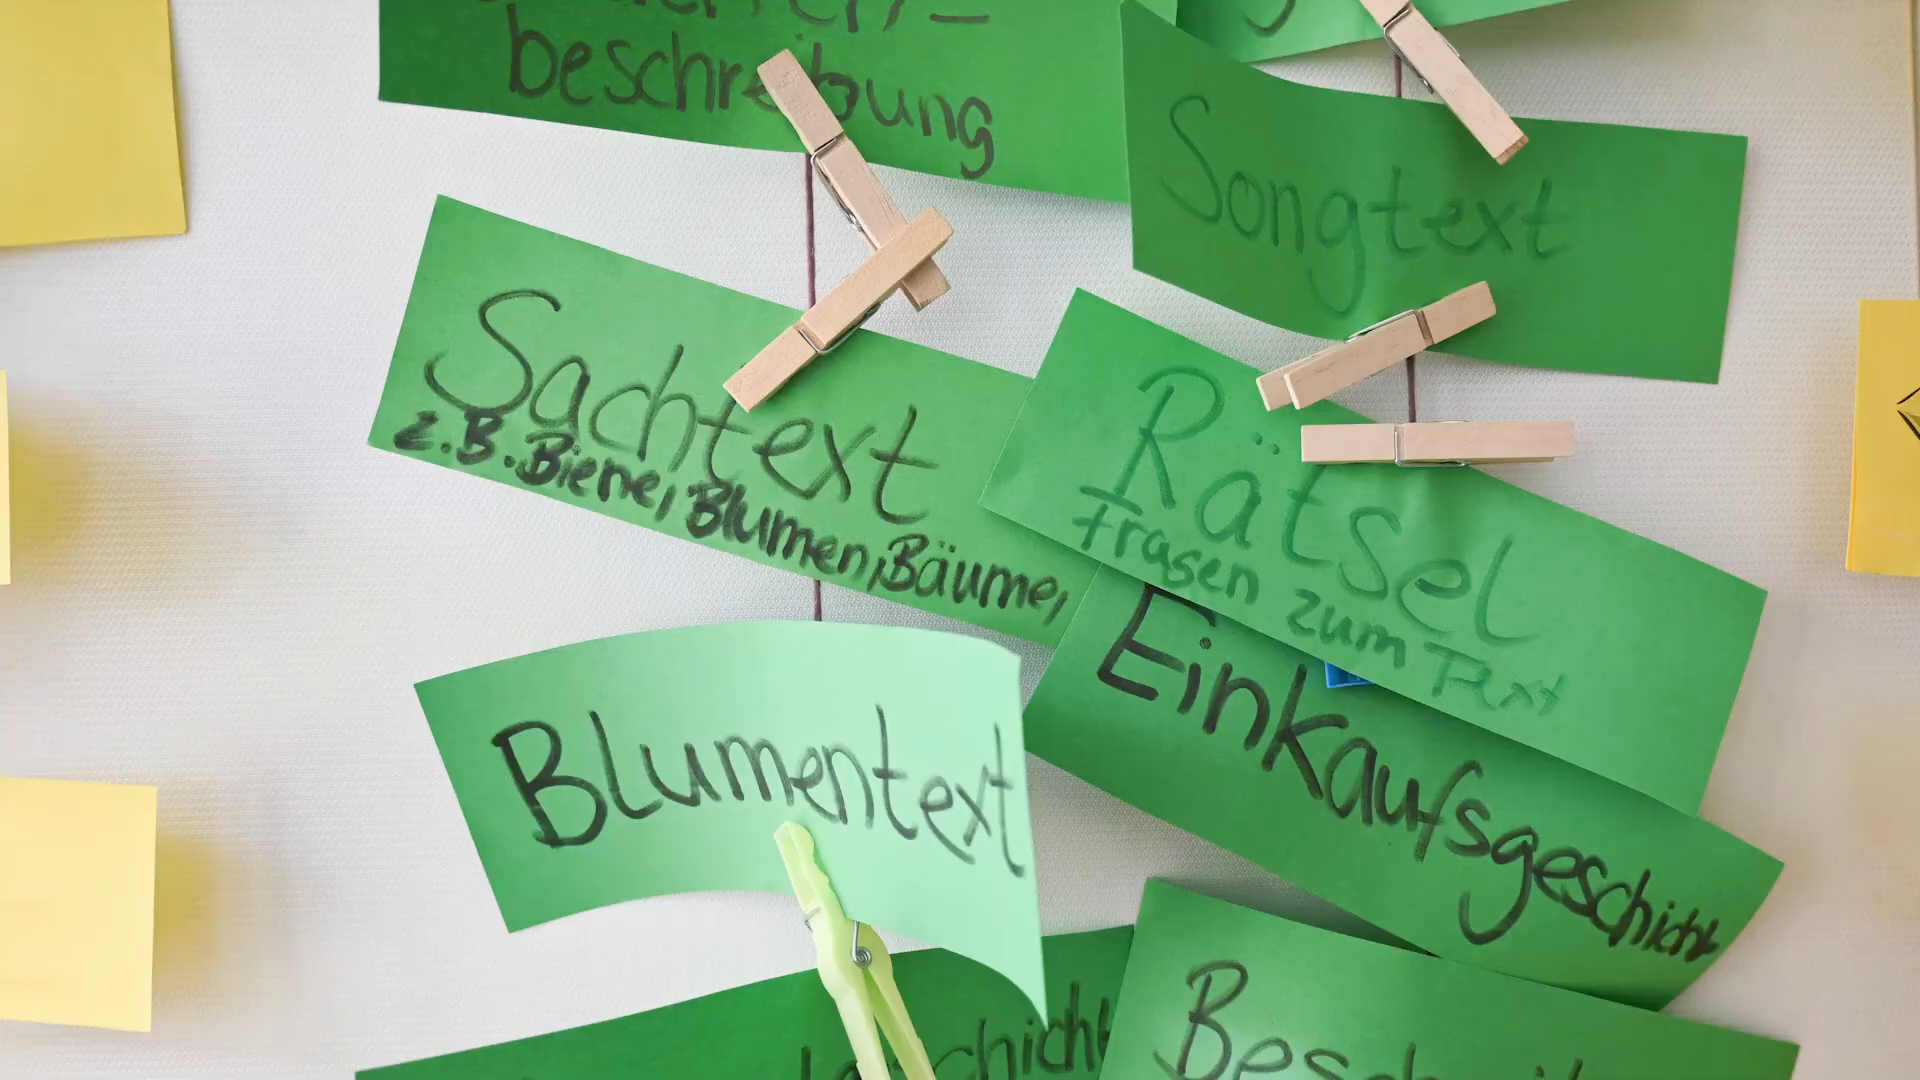 beschreibung
Songtext
Sachtext
z.B. Biene, Blumen, Bäume,
Rätsel
Fragen zum Text
Einkaufsgeschicht
Blumentext